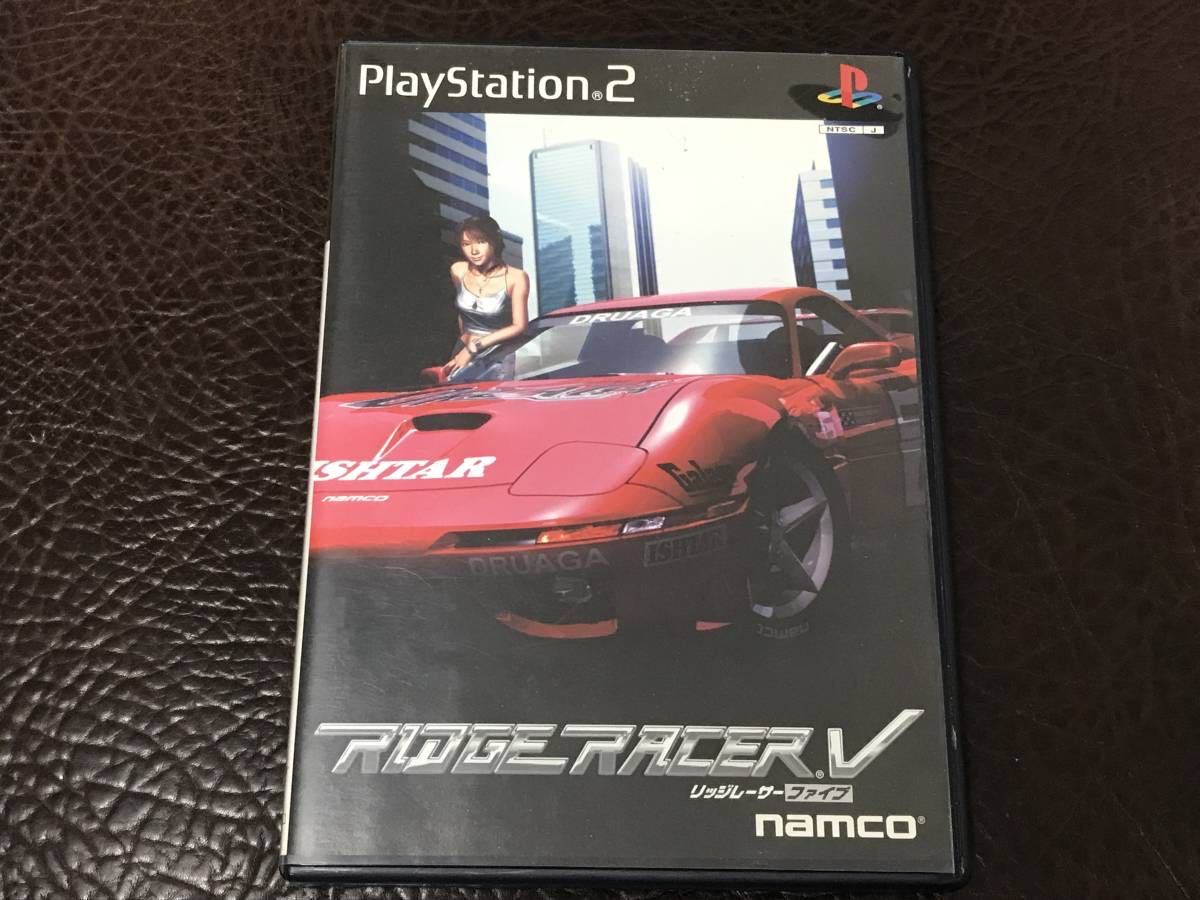 PlayStation®2
NTSC J
DRUAGA
ISHTAR
namco
DRUAGA
ISHTAR
namco
RIDGE RACER®V
リッジレーサーファイブ
namco®